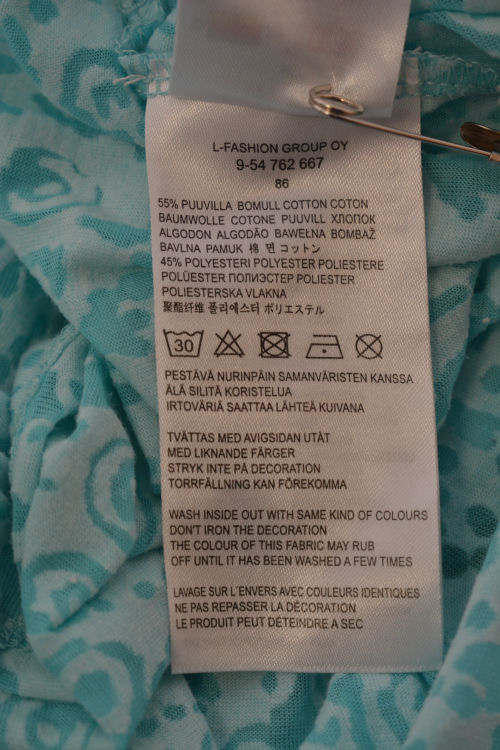 L-FASHION GROUP OY
9-54 762 667
86
55% PUUVILLA BOMULL COTTON COTON
BAUMWOLLE COTONE PUUVILL ХЛОПОК
ALGODON ALGODÃO BAWEŁNA BOMBAŽ
BAVLNA PAMUK 棉 면 コットン
45% POLYESTERI POLYESTER POLIESTERE
POLÜESTER ПОЛИЭСТЕР POLIESTER
POLIESTERSKA VLAKNA
聚酯纤维 폴리에스터 ポリエステル
30
PESTÄVÄ NURINPÄIN SAMANVÄRISTEN KANSSA
ÄLÄ SILITÄ KORISTELUA
IRTOVÄRIÄ SAATTAA LÄHTEÄ KUIVANA
TVÄTTAS MED AVIGSIDAN UTÅT
MED LIKNANDE FÄRGER
STRYK INTE PÅ DECORATION
TORRFÄLLNING KAN FÖREKOMMA
WASH INSIDE OUT WITH SAME KIND OF COLOURS
DON'T IRON THE DECORATION
THE COLOUR OF THIS FABRIC MAY RUB
OFF UNTIL IT HAS BEEN WASHED A FEW TIMES
LAVAGE SUR L'ENVERS AVEC COULEURS IDENTIQUES
NE PAS REPASSER LA DÉCORATION
LE PRODUIT PEUT DÉTEINDRE A SEC